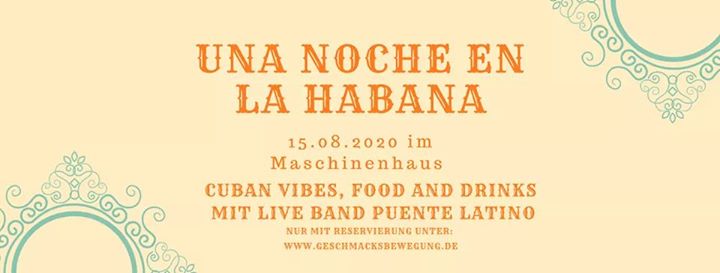 UNA NOCHE EN
LA HABANA
15.08.2020 im
Maschinenhaus
CUBAN VIBES, FOOD AND DRINKS
MIT LIVE BAND PUENTE LATINO
NUR MIT RESERVIERUNG UNTER:
WWW.GESCHMACKSBEWEGUNG.DE